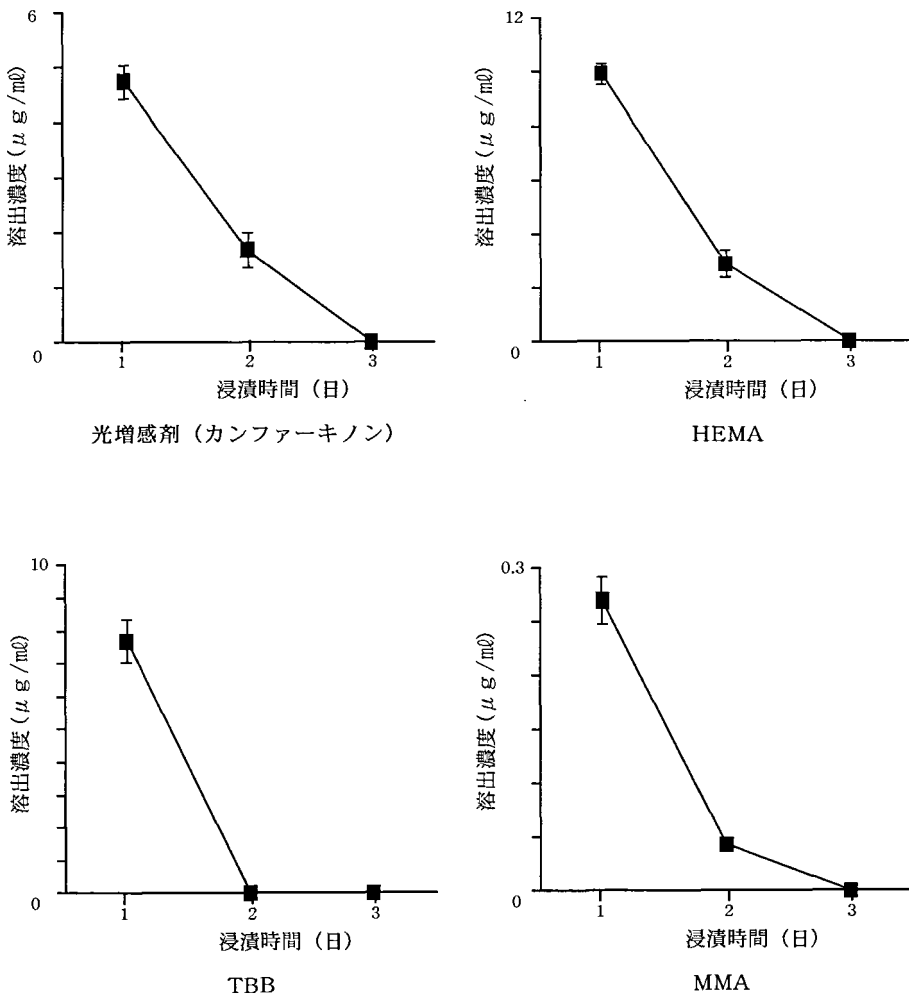 6
溶出濃度(μg/ml)
0
1 2 3
浸漬時間(日)
光増感剤(カンファーキノン)
12
溶出濃度(μg/ml)
0
1 2 3
浸漬時間(日)
HEMA
10
溶出濃度(μg/ml)
0
1 2 3
浸漬時間(日)
TBB
0.3
溶出濃度(μg/ml)
0
1 2 3
浸漬時間(日)
MMA